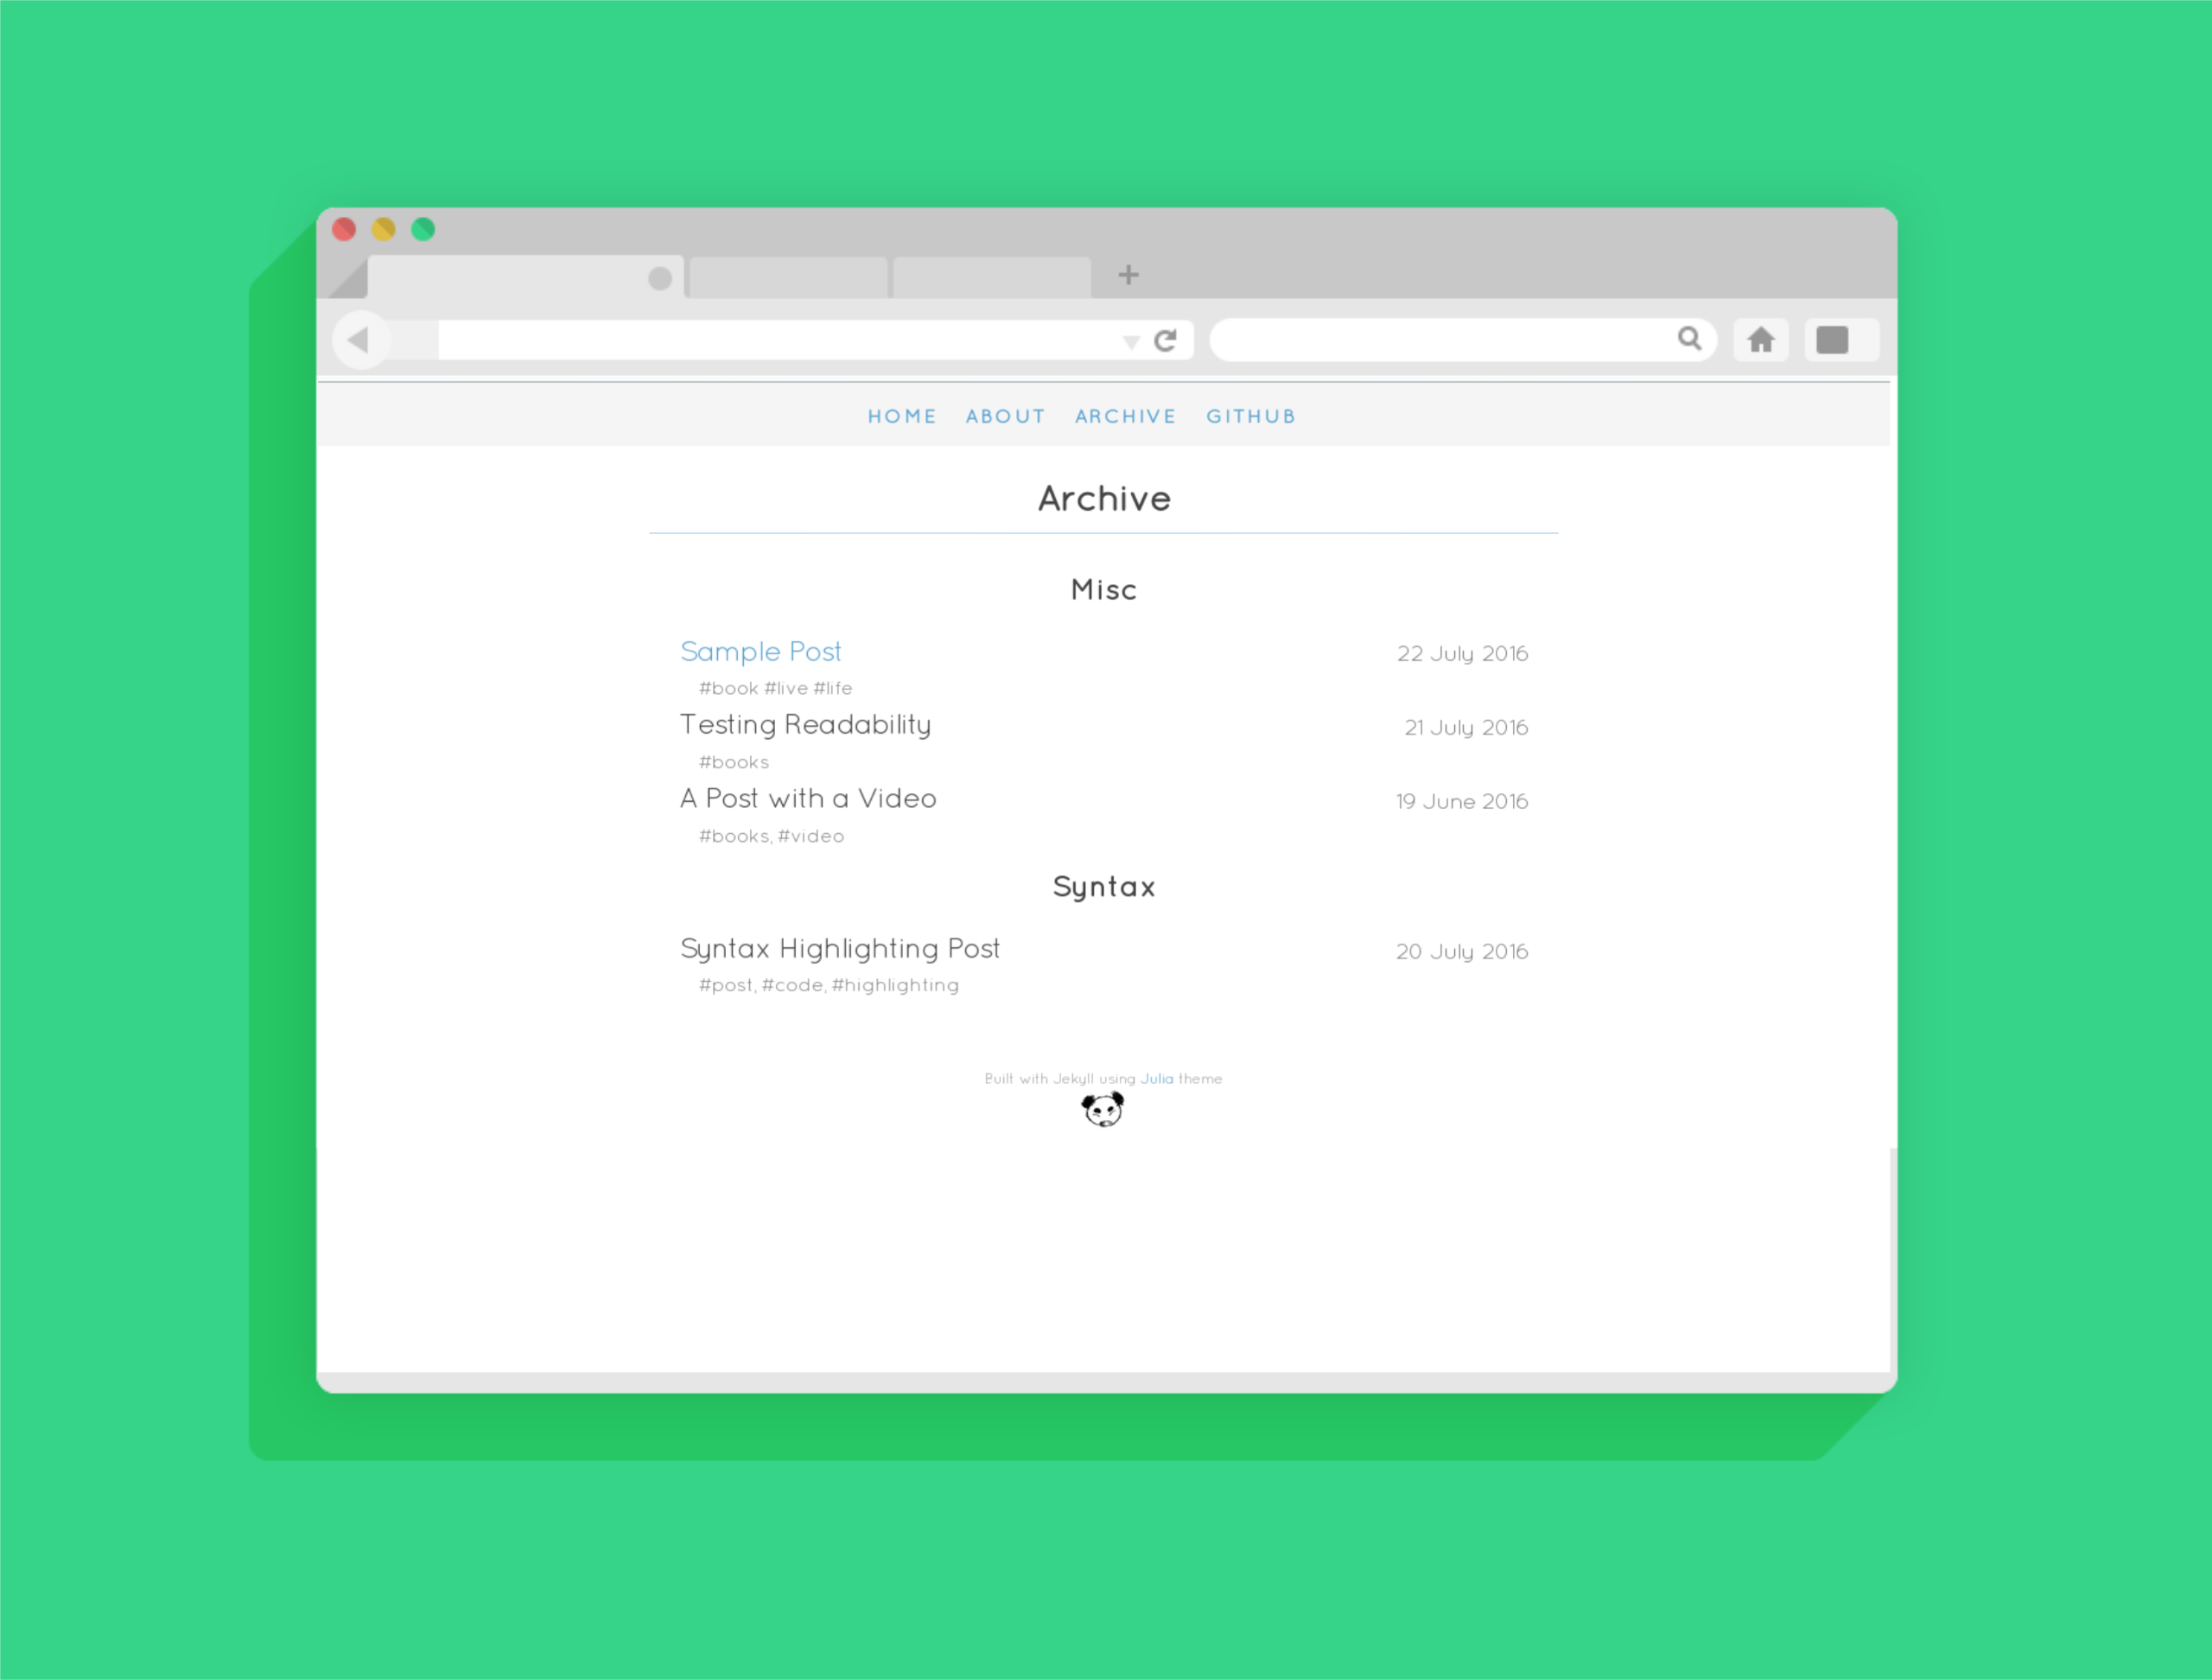 HOME ABOUT ARCHIVE GITHUB
Archive
Misc
Sample Post 22 July 2016
#book #live #life
Testing Readability 21 July 2016
#books
A Post with a Video 19 June 2016
#books, #video
Syntax
Syntax Highlighting Post 20 July 2016
#post, #code, #highlighting
Built with Jekyll using Julia theme